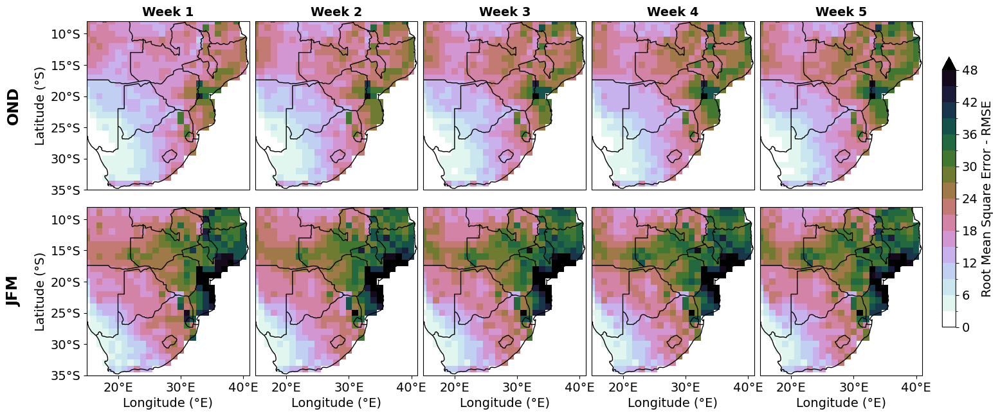 Week 1 Week 2 Week 3 Week 4 Week 5
OND
Latitude (°S)
10°S
15°S
20°S
25°S
30°S
35°S
JFM
Latitude (°S)
10°S
15°S
20°S
25°S
30°S
35°S
20°E 30°E 40°E 20°E 30°E 40°E 20°E 30°E 40°E 20°E 30°E 40°E 20°E 30°E 40°E
Longitude (°E) Longitude (°E) Longitude (°E) Longitude (°E) Longitude (°E)
48
42
36
30
24
18
12
6
0
Root Mean Square Error - RMSE